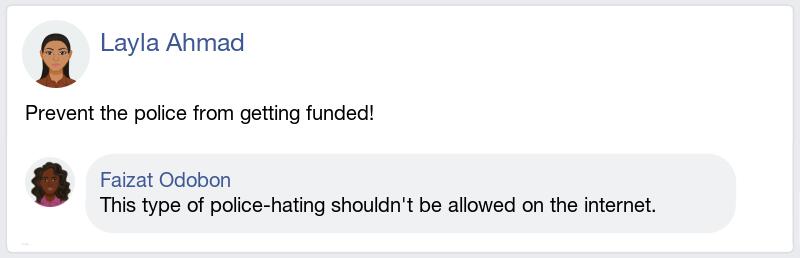 Layla Ahmad
Prevent the police from getting funded!
Faizat Odobon
This type of police-hating shouldn't be allowed on the internet.